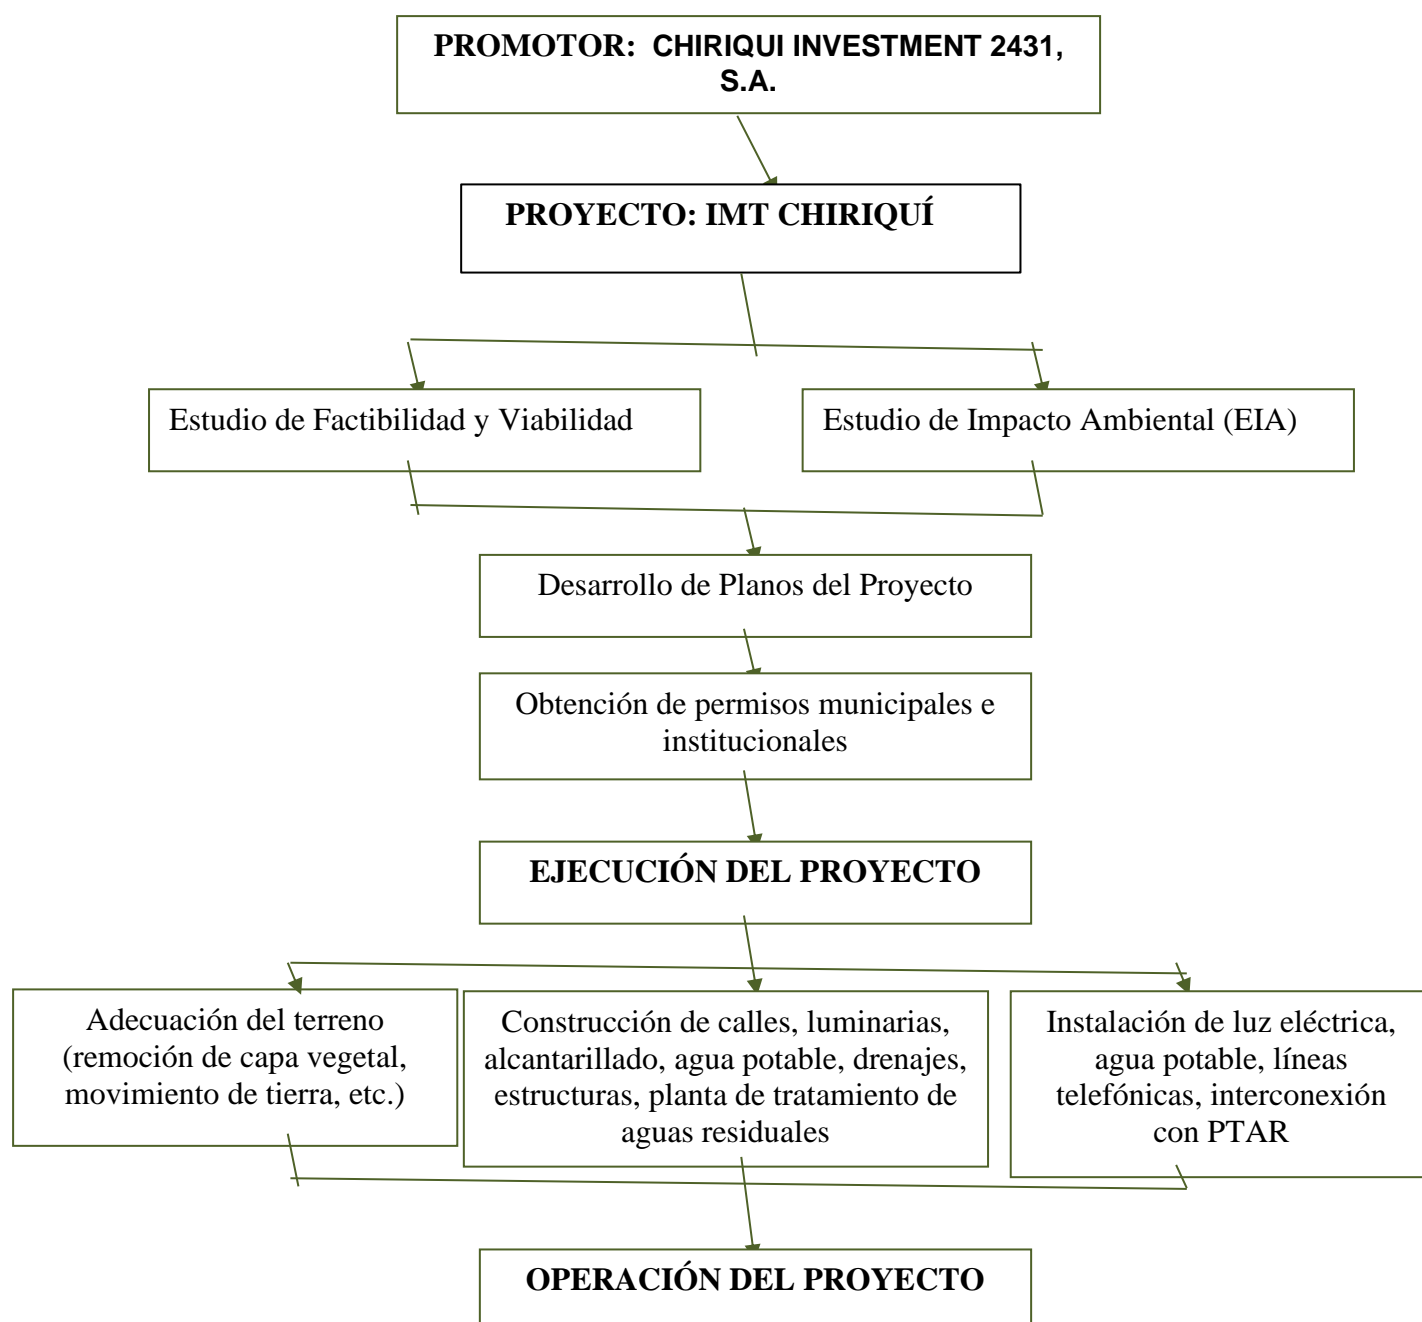 PROMOTOR: CHIRIQUI INVESTMENT 2431,
S.A.
PROYECTO: IMT CHIRIQUÍ
Estudio de Factibilidad y Viabilidad
Estudio de Impacto Ambiental (EIA)
Desarrollo de Planos del Proyecto
Obtención de permisos municipales e
institucionales
EJECUCIÓN DEL PROYECTO
Adecuación del terreno
(remoción de capa vegetal,
movimiento de tierra, etc.)
Construcción de calles, luminarias,
alcantarillado, agua potable, drenajes,
estructuras, planta de tratamiento de
aguas residuales
Instalación de luz eléctrica,
agua potable, líneas
telefónicas, interconexión
con PTAR
OPERACIÓN DEL PROYECTO